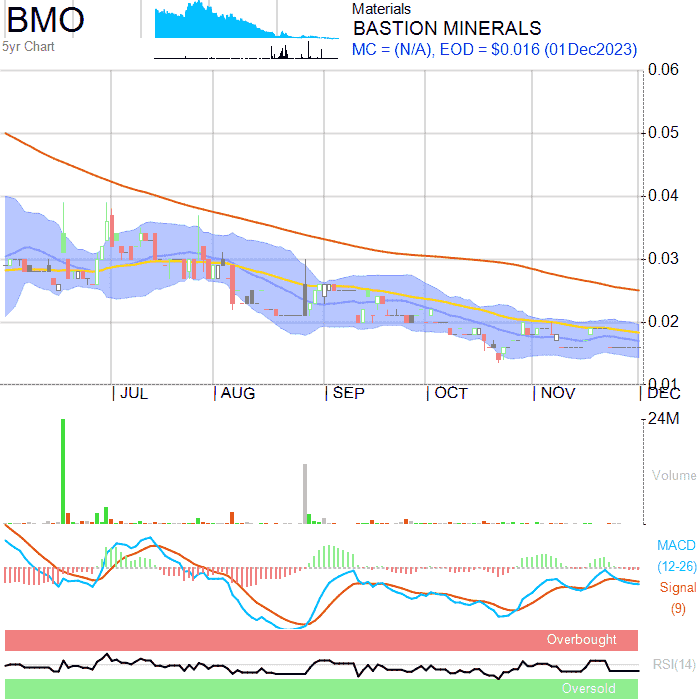 BMO
5yr Chart
Materials
BASTION MINERALS
MC = (N/A), EOD = $0.016 (01Dec2023)
0.06
0.05
0.04
0.03
0.02
0.01
JUL AUG SEP OCT NOV DEC
24M
Volume
MACD
(12-26)
Signal
(9)
Overbought
RSI(14)
Oversold